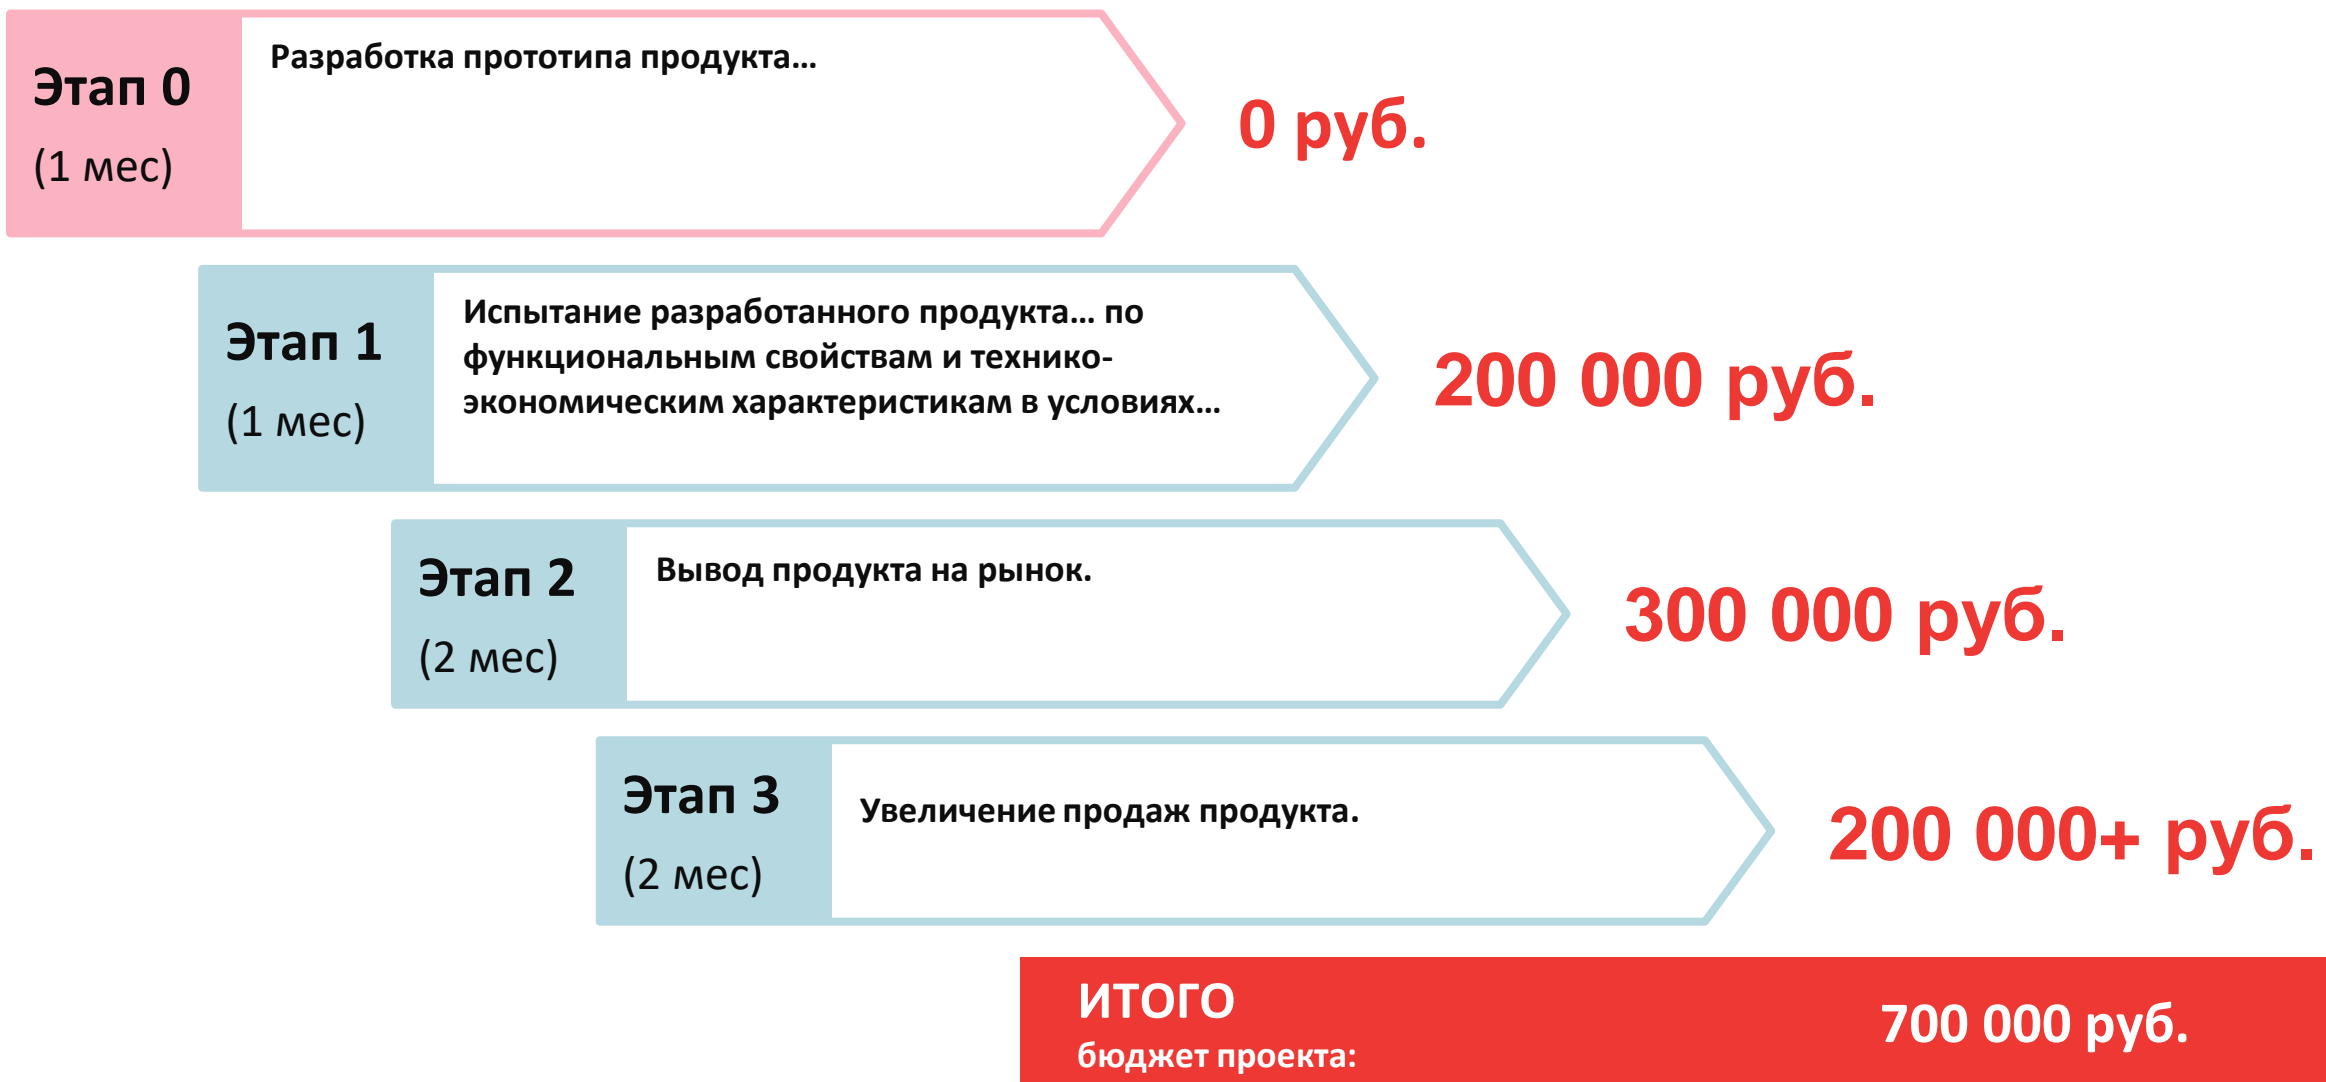 Этап 0
(1 мес)
Разработка прототипа продукта...
0 руб.
Этап 1
(1 мес)
Испытание разработанного продукта... по
функциональным свойствам и технико-
экономическим характеристикам в условиях...
200 000 руб.
Этап 2
(2 мес)
Вывод продукта на рынок.
300 000 руб.
Этап 3
(2 мес)
Увеличение продаж продукта.
200 000+ руб.
ИТОГО
бюджет проекта:
700 000 руб.